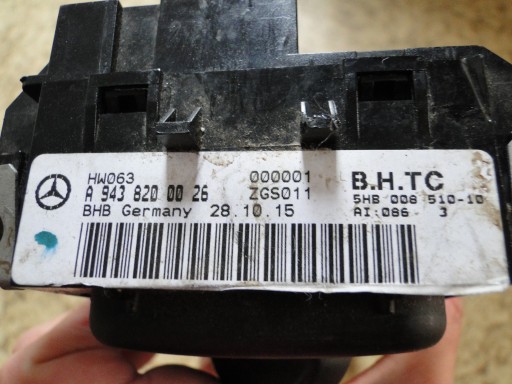 HW063 000001 B.H.TC
A 943 820 00 26 ZGS011 5HB 008 510-10
BHB Germany 28.10.15 AI:086 3